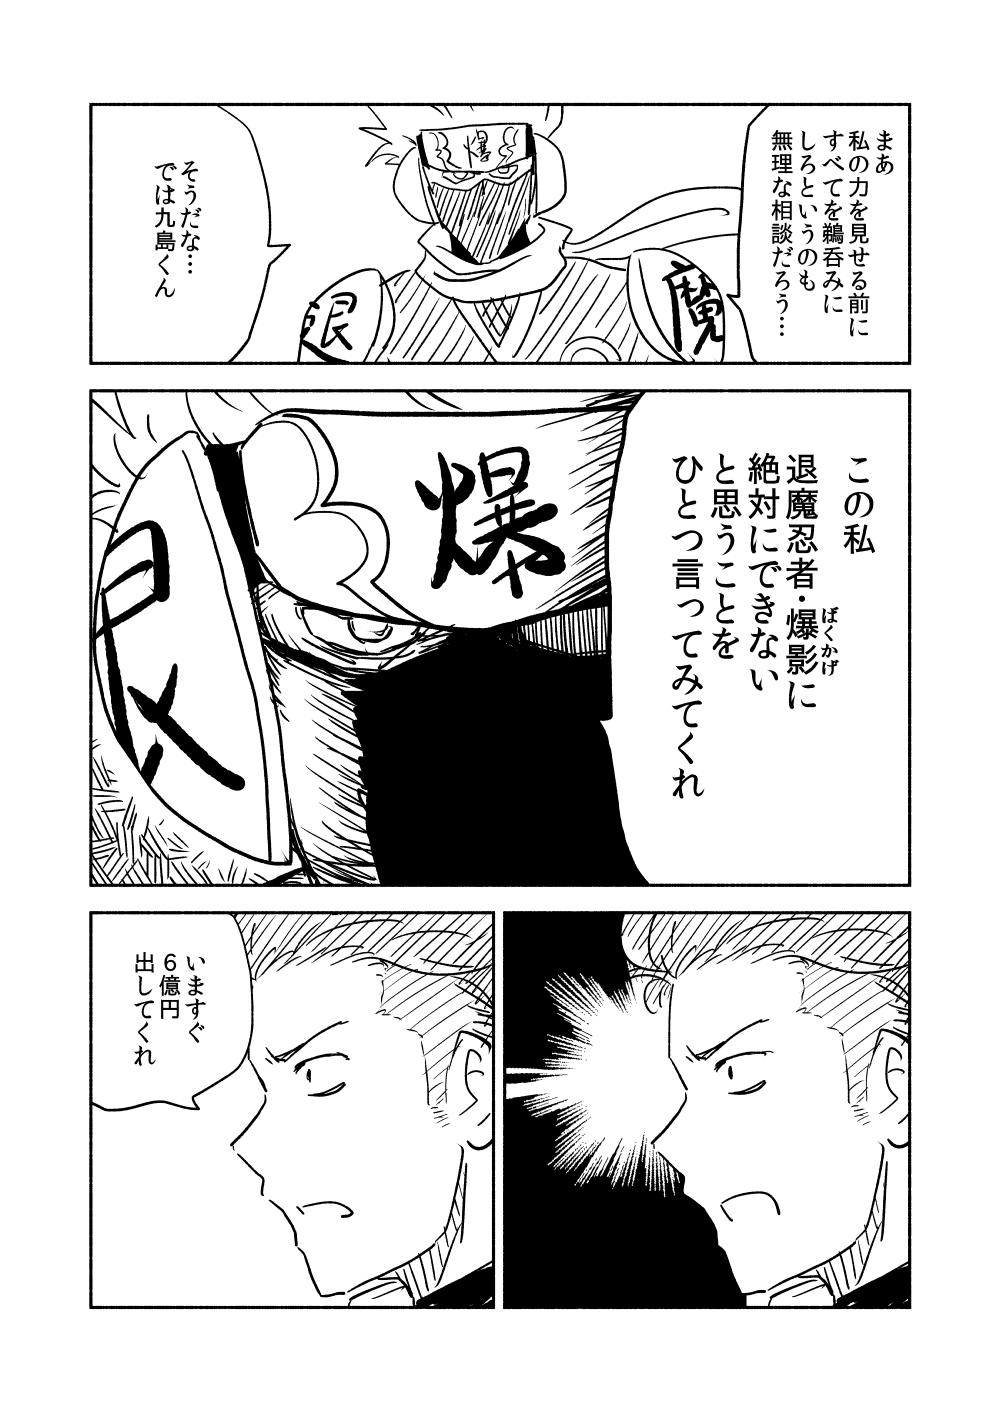 まあ
私の力を見せる前に
すべてを鵜呑みに
しろというのも
無理な相談だろう…
爆
魔
退
そうだな…
では九島くん
この私
退魔忍者・爆影に
ばくかげ
絶対にできない
と思うことを
ひとつ言ってみてくれ
爆
退
いますぐ
6億円
出してくれ